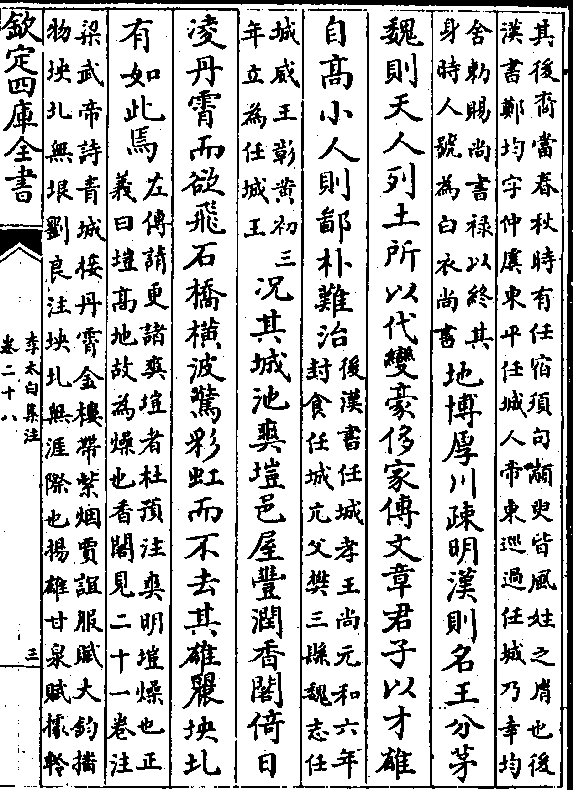 其後裔當春秋時有任宿須句顓臾皆風姓之胄也後
漢書鄭均字仲虞東平任城人帝東巡過任城乃幸均
舍勅賜尚書禄以終其
身時人號為白衣尚書
地博厚川疎明漢則名王分茅
魏則天人列土所以代變豪侈家傳文章君子以才雄
自高小人則鄙朴難治
後漢書任城孝王尚元和六年
封食任城亢父樊三縣魏志任
城威王彰黄初三
年立為任城王
况其城池爽塏邑屋豐潤香閣倚日
凌丹霄而欲飛石橋横波驚彩虹而不去其雄麗坱圠
有如此焉
左傳請更諸爽塏者杜預注爽明塏燥也正
義曰塏高地故為燥也香閣見二十一卷注
梁武帝詩青城接丹霄金樓帶紫烟賈誼服賦大鈞播
物坱圠無垠劉良注坱圠無涯際也揚雄甘泉賦據軨
欽定四庫全書
李太白集注
卷二十八
三